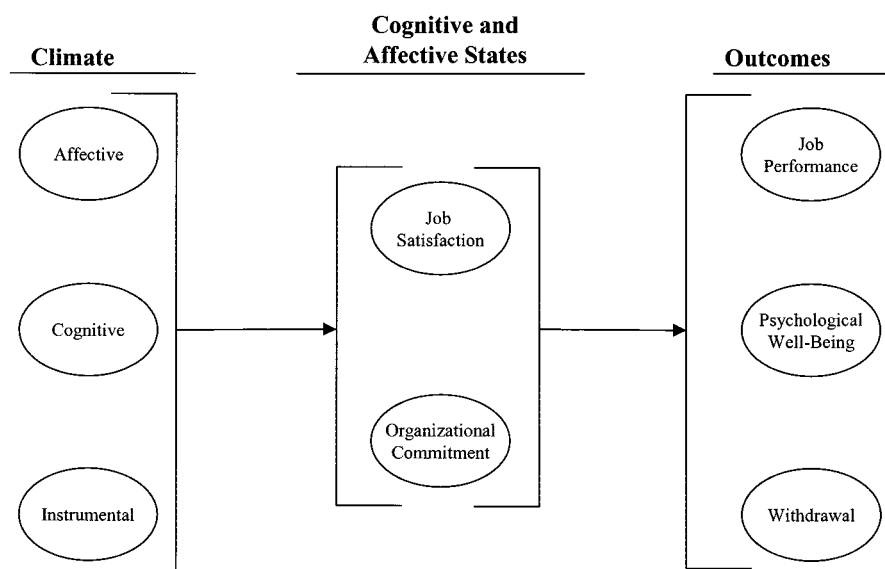 Climate
Cognitive and
Affective States
Outcomes
Affective
Cognitive
Instrumental
Job
Satisfaction
Organizational
Commitment
Job
Performance
Psychological
Well-Being
Withdrawal